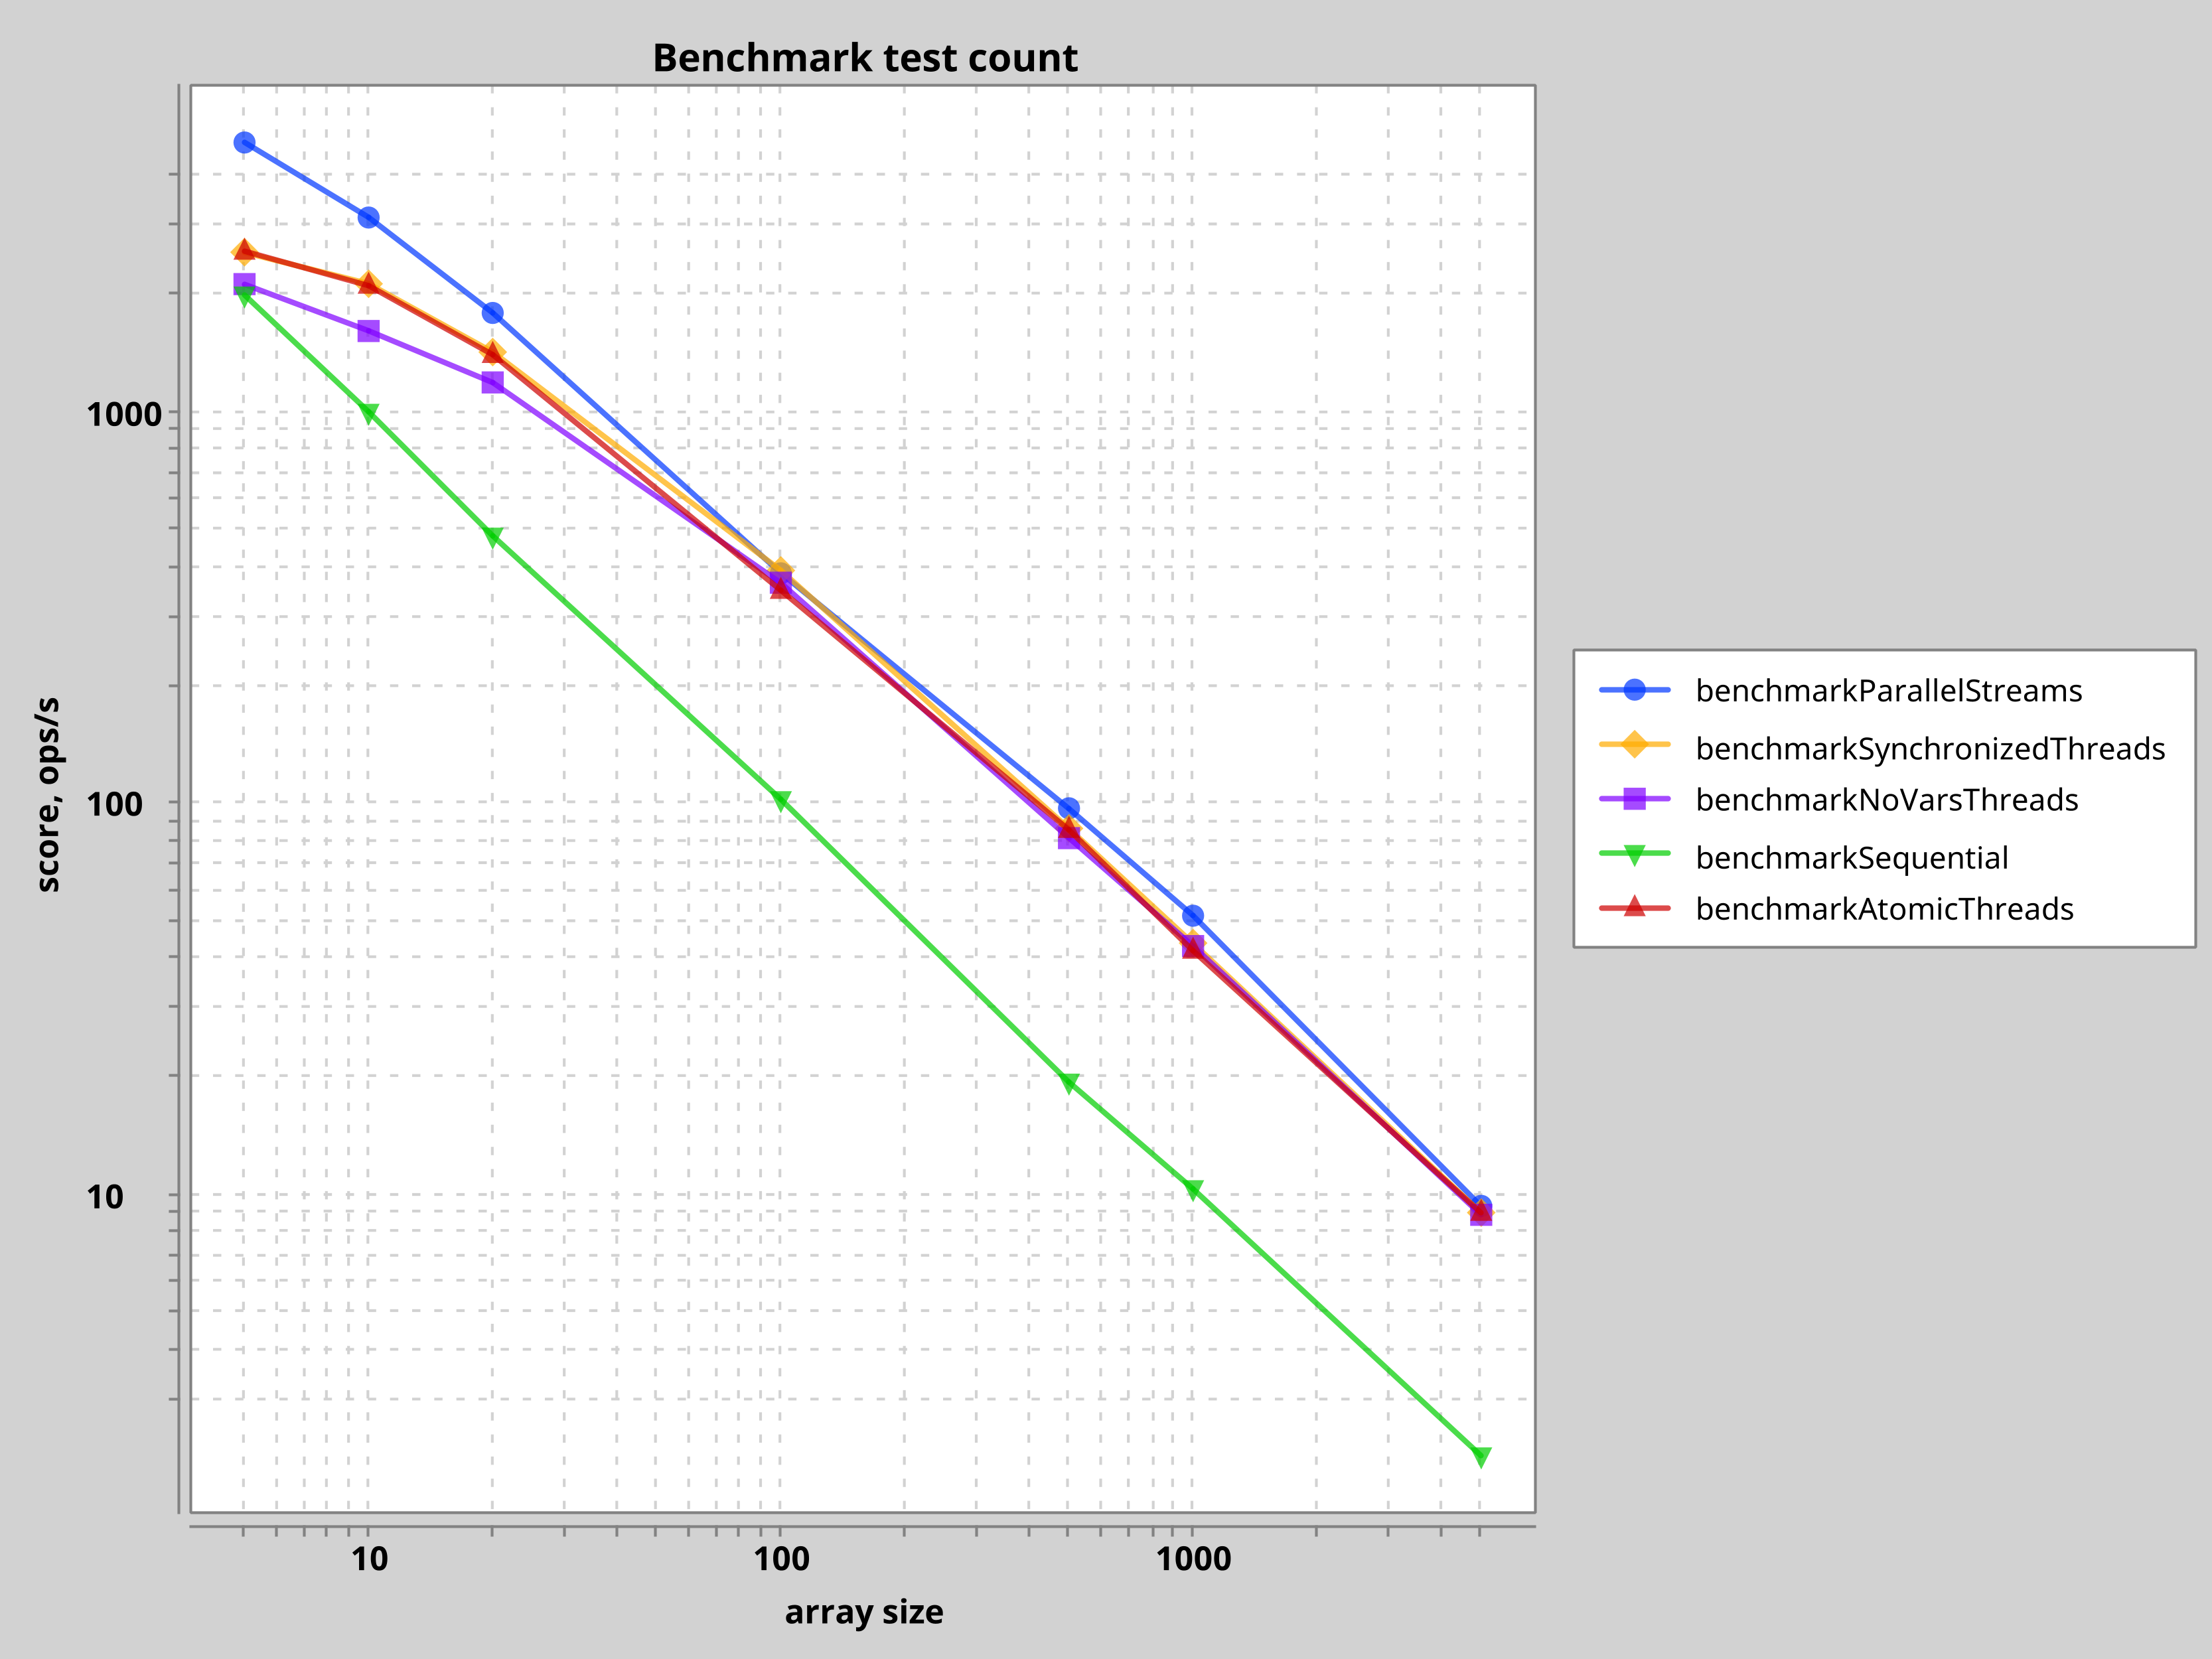 Benchmark test count
1000
100
10
score, ops/s
10
100
1000
array size
benchmarkParallelStreams
benchmarkSynchronizedThreads
benchmarkNoVarsThreads
benchmarkSequential
benchmarkAtomicThreads